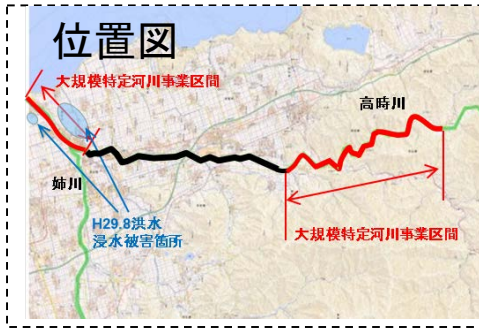 位置図
大規模特定河川事業区間
高時川
姉川
H29.8洪水
浸水被害箇所
大規模特定河川事業区間